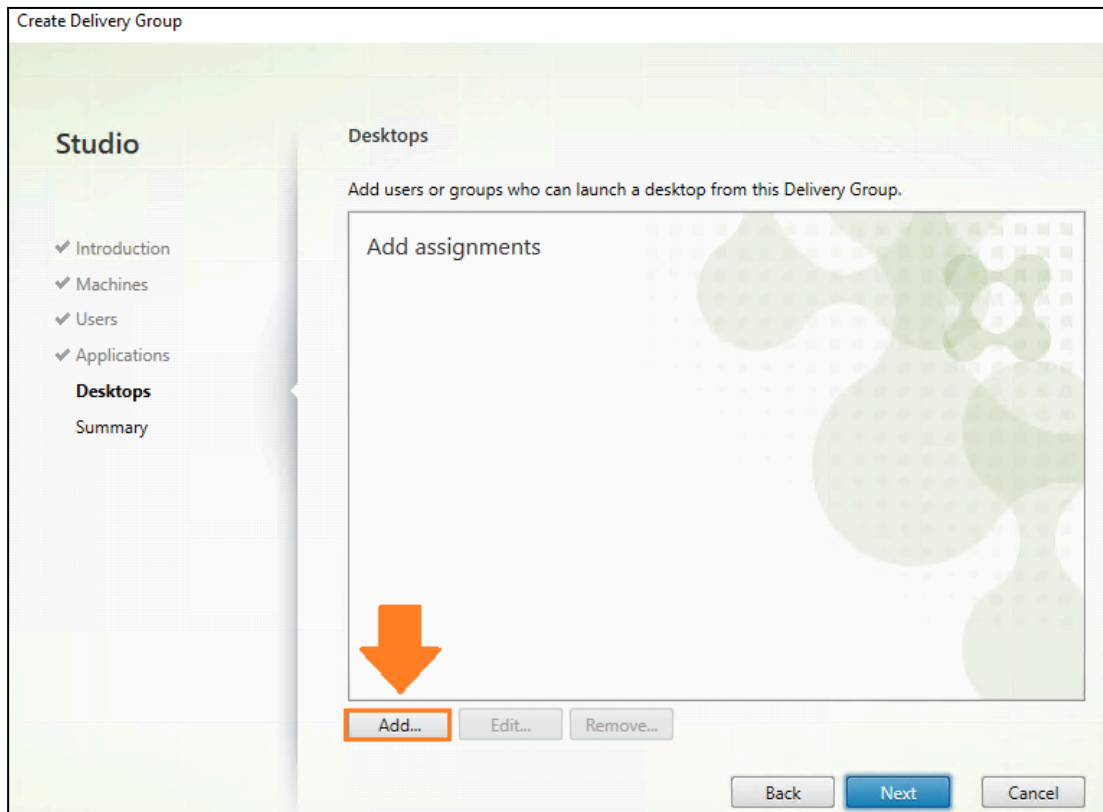 Create Delivery Group
Studio
Introduction
Machines
Users
Applications
Desktops
Summary
Desktops
Add users or groups who can launch a desktop from this Delivery Group.
Add assignments
Add...
Edit...
Remove...
Back
Next
Cancel